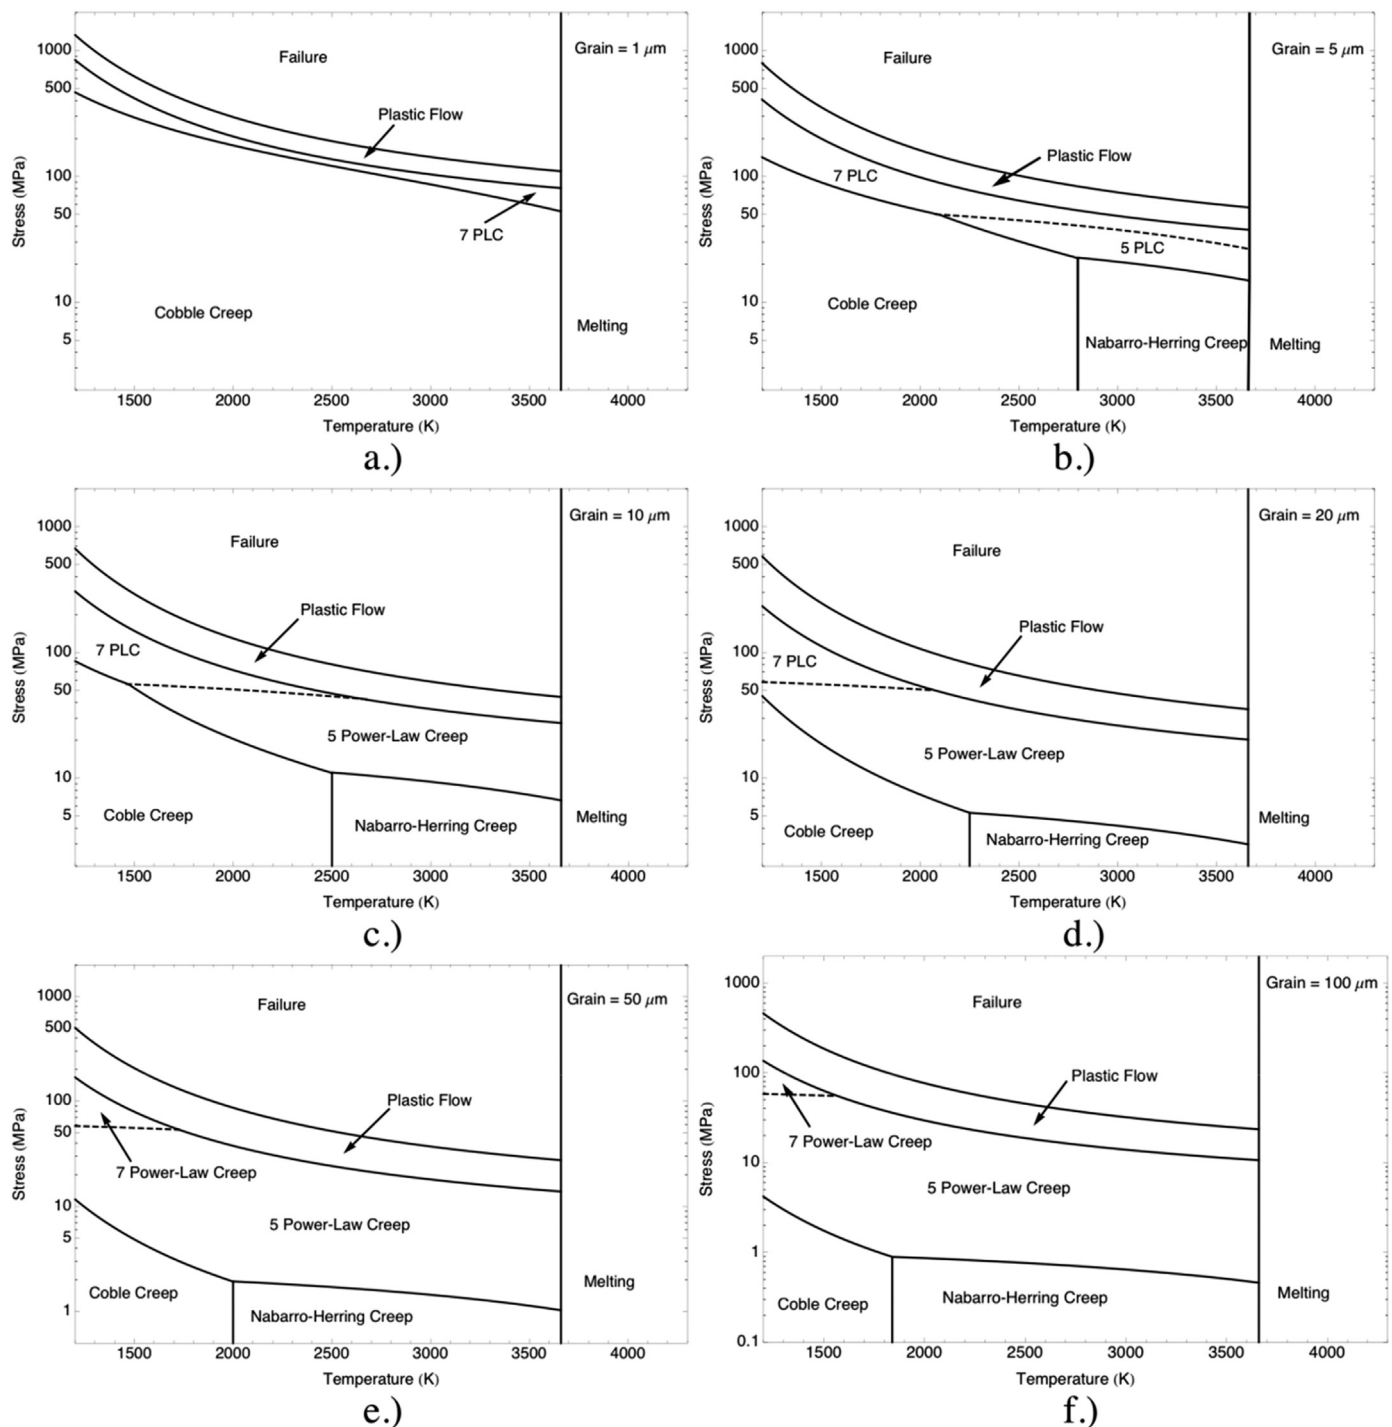 1000
500
100
50
10
5
Stress (MPa)
Failure
Grain = 1 μm
Plastic Flow
7 PLC
Cobble Creep
Melting
1500 2000 2500 3000 3500 4000
Temperature (K)
a.)
1000
500
100
50
10
5
Stress (MPa)
Failure
Grain = 5 μm
Plastic Flow
7 PLC
5 PLC
Coble Creep
Nabarro-Herring Creep
Melting
1500 2000 2500 3000 3500 4000
Temperature (K)
b.)
1000
500
100
50
10
5
Stress (MPa)
Grain = 10 μm
Failure
Plastic Flow
7 PLC
5 Power-Law Creep
Coble Creep
Nabarro-Herring Creep
Melting
1500 2000 2500 3000 3500 4000
Temperature (K)
c.)
1000
500
100
50
10
5
Stress (MPa)
Grain = 20 μm
Failure
Plastic Flow
7 PLC
5 Power-Law Creep
Coble Creep
Nabarro-Herring Creep
Melting
1500 2000 2500 3000 3500 4000
Temperature (K)
d.)
1000
500
100
50
10
5
1
Stress (MPa)
Failure
Grain = 50 μm
Plastic Flow
7 Power-Law Creep
5 Power-Law Creep
Coble Creep
Nabarro-Herring Creep
Melting
1500 2000 2500 3000 3500 4000
Temperature (K)
e.)
1000
100
10
1
0.1
Stress (MPa)
Grain = 100 μm
Failure
Plastic Flow
7 Power-Law Creep
5 Power-Law Creep
Coble Creep
Nabarro-Herring Creep
Melting
1500 2000 2500 3000 3500 4000
Temperature (K)
f.)